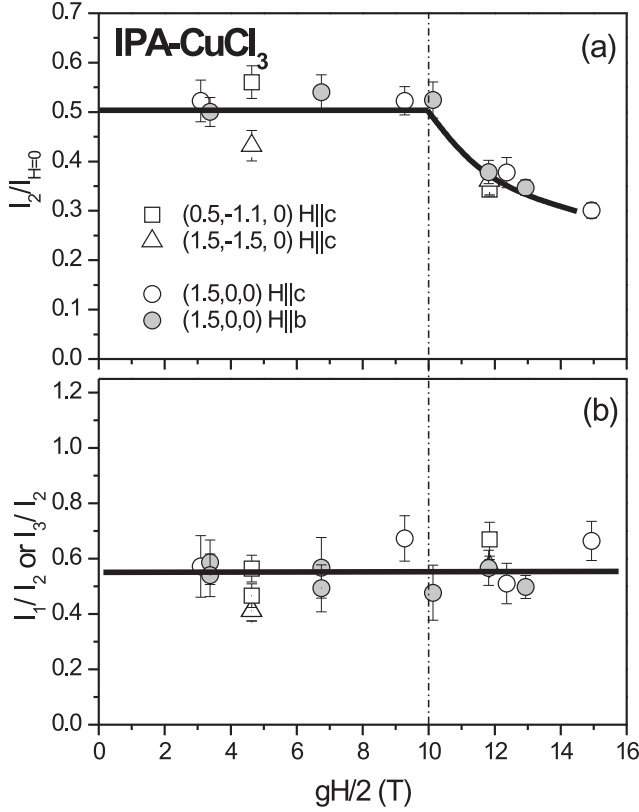 IPA-CuCl3
(a)
0.7
0.6
0.5
0.4
0.3
0.2
0.1
0.0
I2/IH=0
(0.5,-1.1, 0) H||c
(1.5,-1.5, 0) H||c
(1.5,0,0) H||c
(1.5,0,0) H||b
(b)
1.2
1.0
0.8
0.6
0.4
0.2
0.0
I1/ I2 or I3/ I2
0 2 4 6 8 10 12 14 16
gH/2 (T)